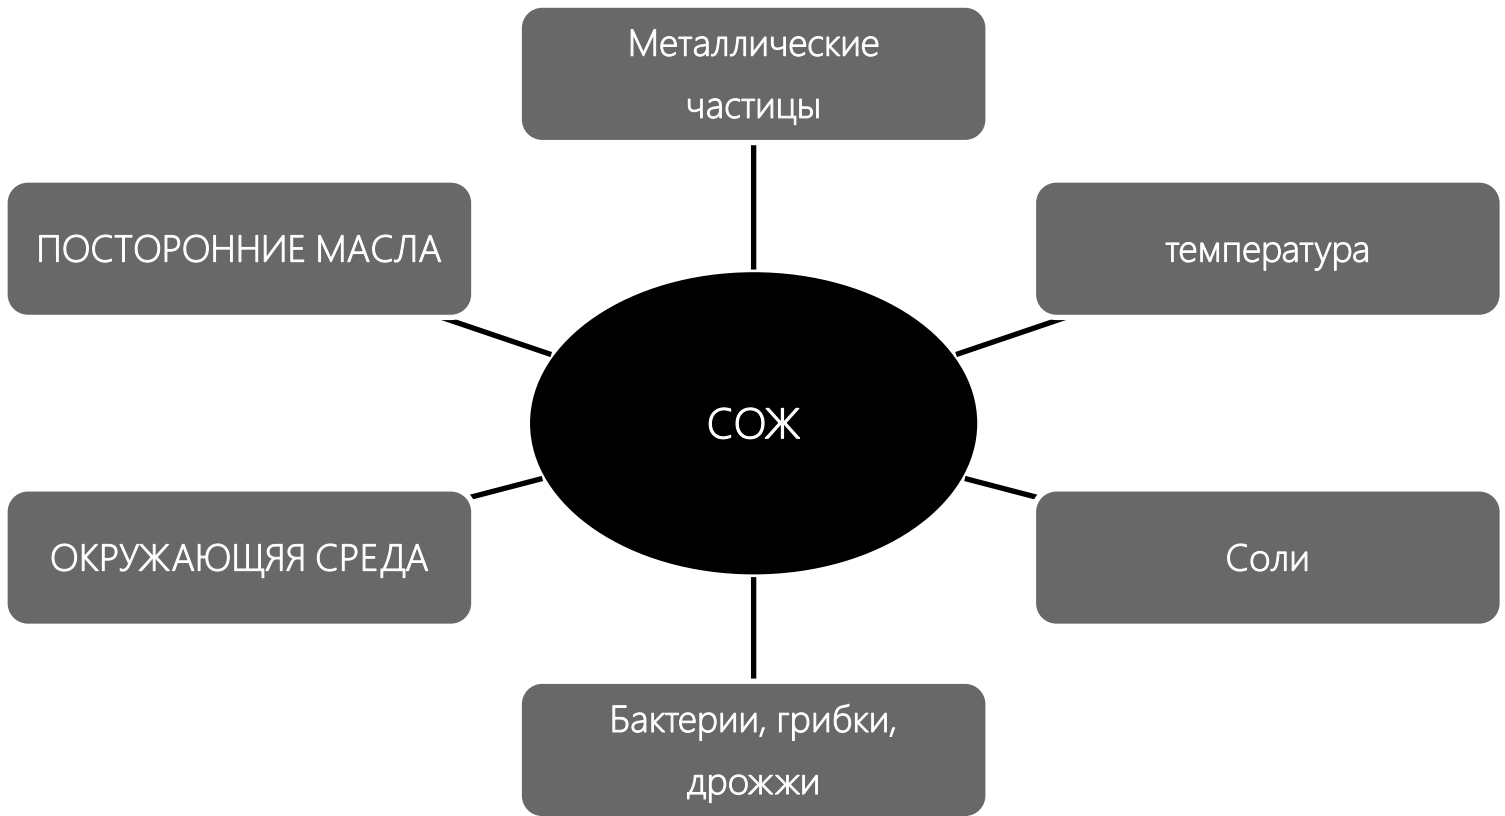 Металлические
частицы
ПОСТОРОННИЕ МАСЛА
температура
СОЖ
ОКРУЖАЮЩЯЯ СРЕДА
Соли
Бактерии, грибки,
дрожжи